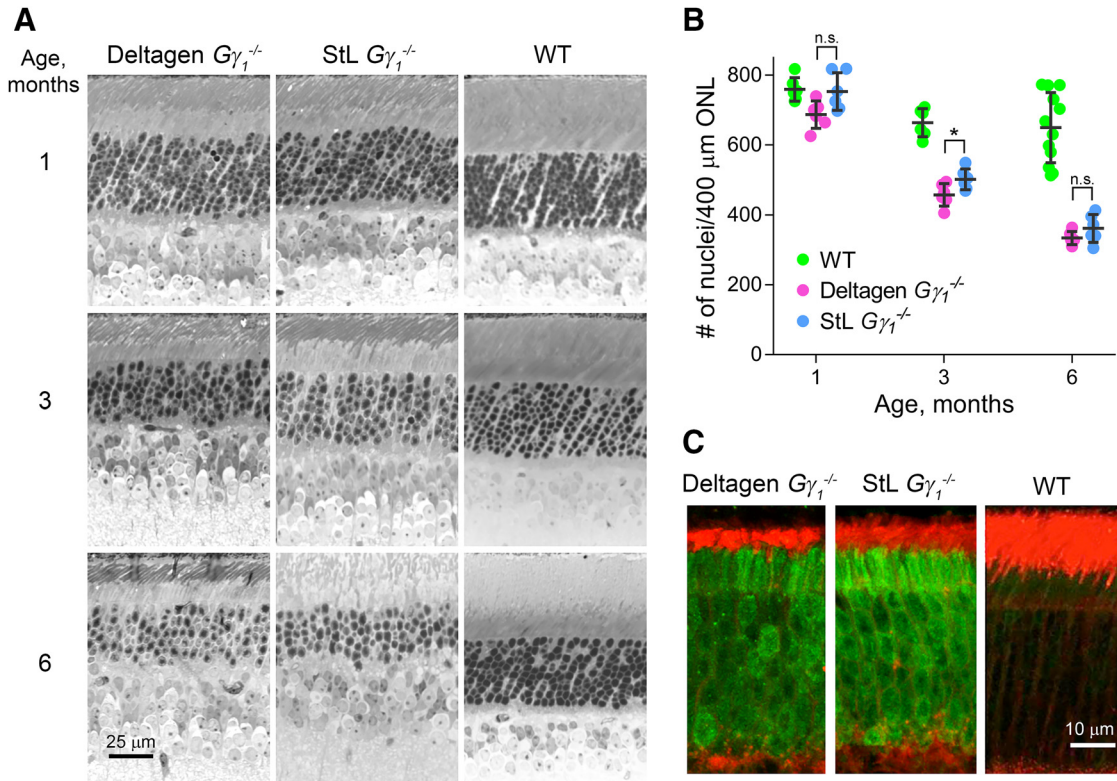 A
Age,
months
Deltagen Gγ₁⁻/⁻
StL Gγ₁⁻/⁻
WT
1
3
6
25 μm
B
# of nuclei/400 μm ONL
800
600
400
200
0
n.s.
*
n.s.
WT
Deltagen Gγ₁⁻/⁻
StL Gγ₁⁻/⁻
1
3
6
Age, months
C
Deltagen Gγ₁⁻/⁻
StL Gγ₁⁻/⁻
WT
10 μm